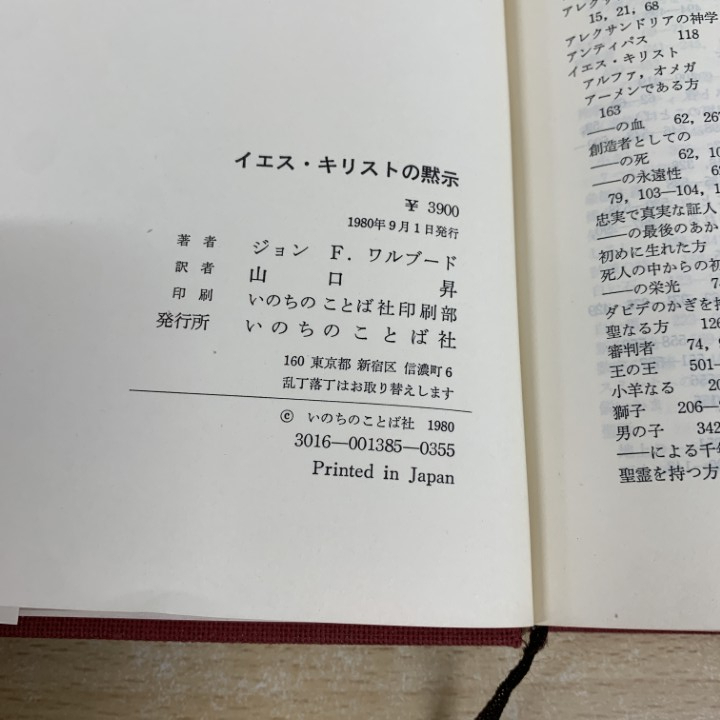 イエス・キリストの黙示
¥ 3900
1980年9月1日発行
著者 ジョン F. ワルブード
訳者 山口昇
印刷 いのちのことば社印刷部
発行所 いのちのことば社
160 東京都 新宿区 信濃町6
乱丁落丁はお取り替えします
© いのちのことば社 1980
3016—001385—0355
Printed in Japan
15, 21, 68
アレクサンドリアの神学
アンティパス 118
イエス・キリスト
アルファ, オメガ
アーメンである方
163
——の血 62, 267
創造者としての
——の死 62,
——の永遠性
79, 103—104,
忠実で真実な証人
——の最後のあか
初めに生れた方
死人の中からの初
——の栄光
ダビデのかぎを持
聖なる方 126
審判者 74,
王の王 501—
小羊なる
獅子 206—
男の子 342
——による千年
聖霊を持つ方